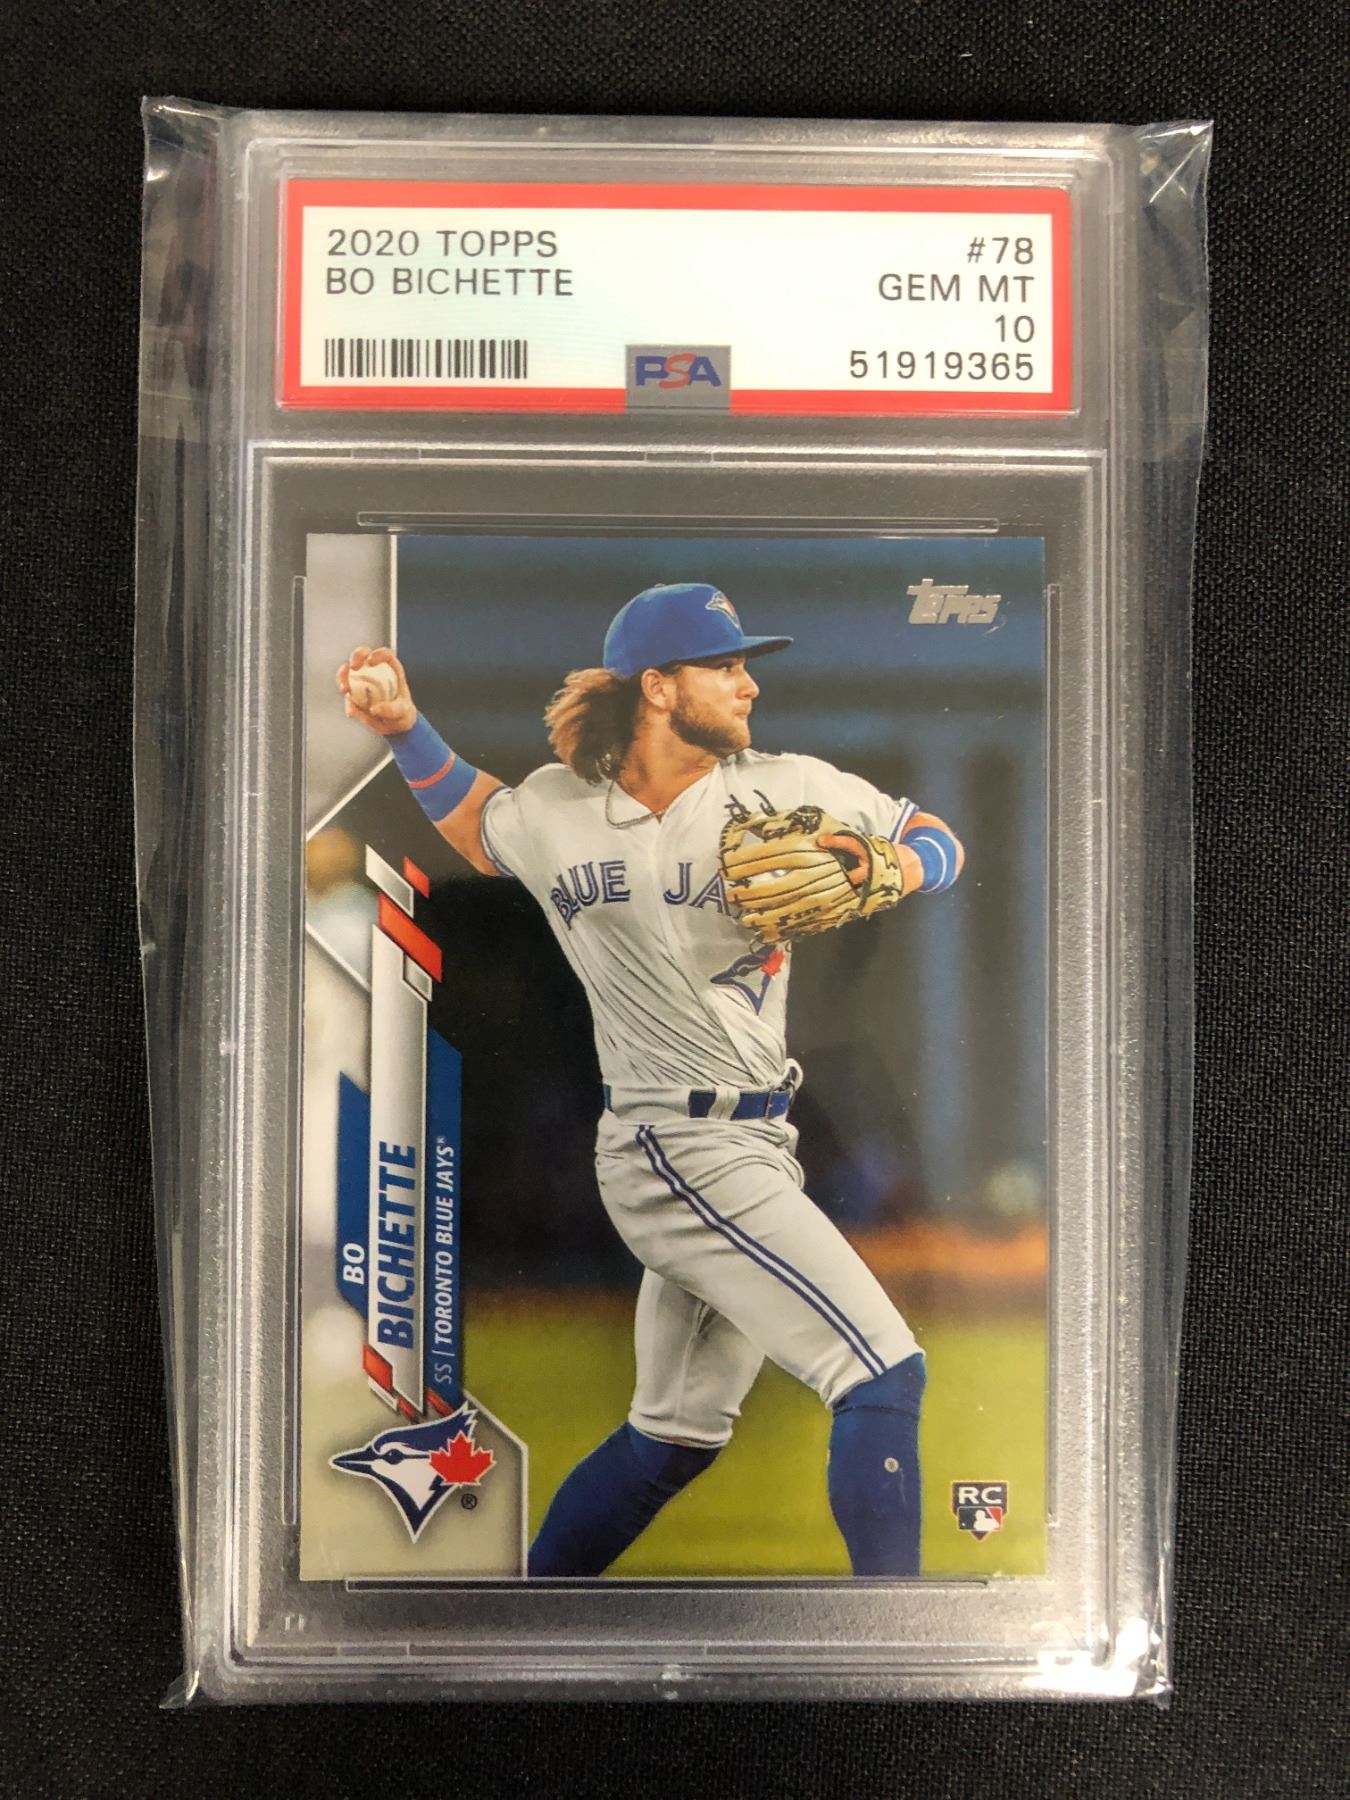 2020 TOPPS
BO BICHETTE
#78
GEM MT
10
51919365
PSA
Topps
BLUE JA
BO
BICHETTE
SS | TORONTO BLUE JAYS®
®
RC